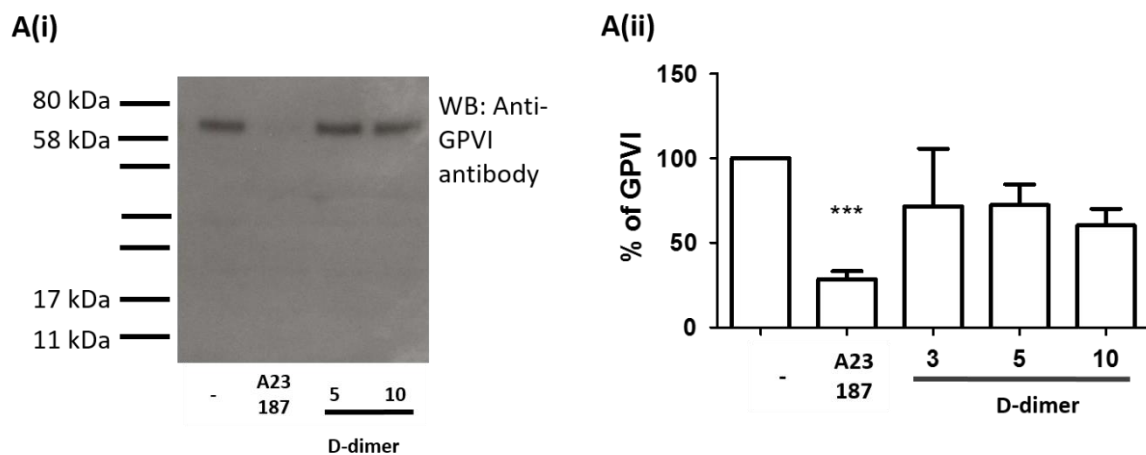 A(i)
80 kDa
58 kDa
17 kDa
11 kDa
WB: Anti-
GPVI
antibody
-
A23
187
5
10
D-dimer
A(ii)
% of GPVI
150
100
50
0
***
-
A23
187
3
5
10
D-dimer